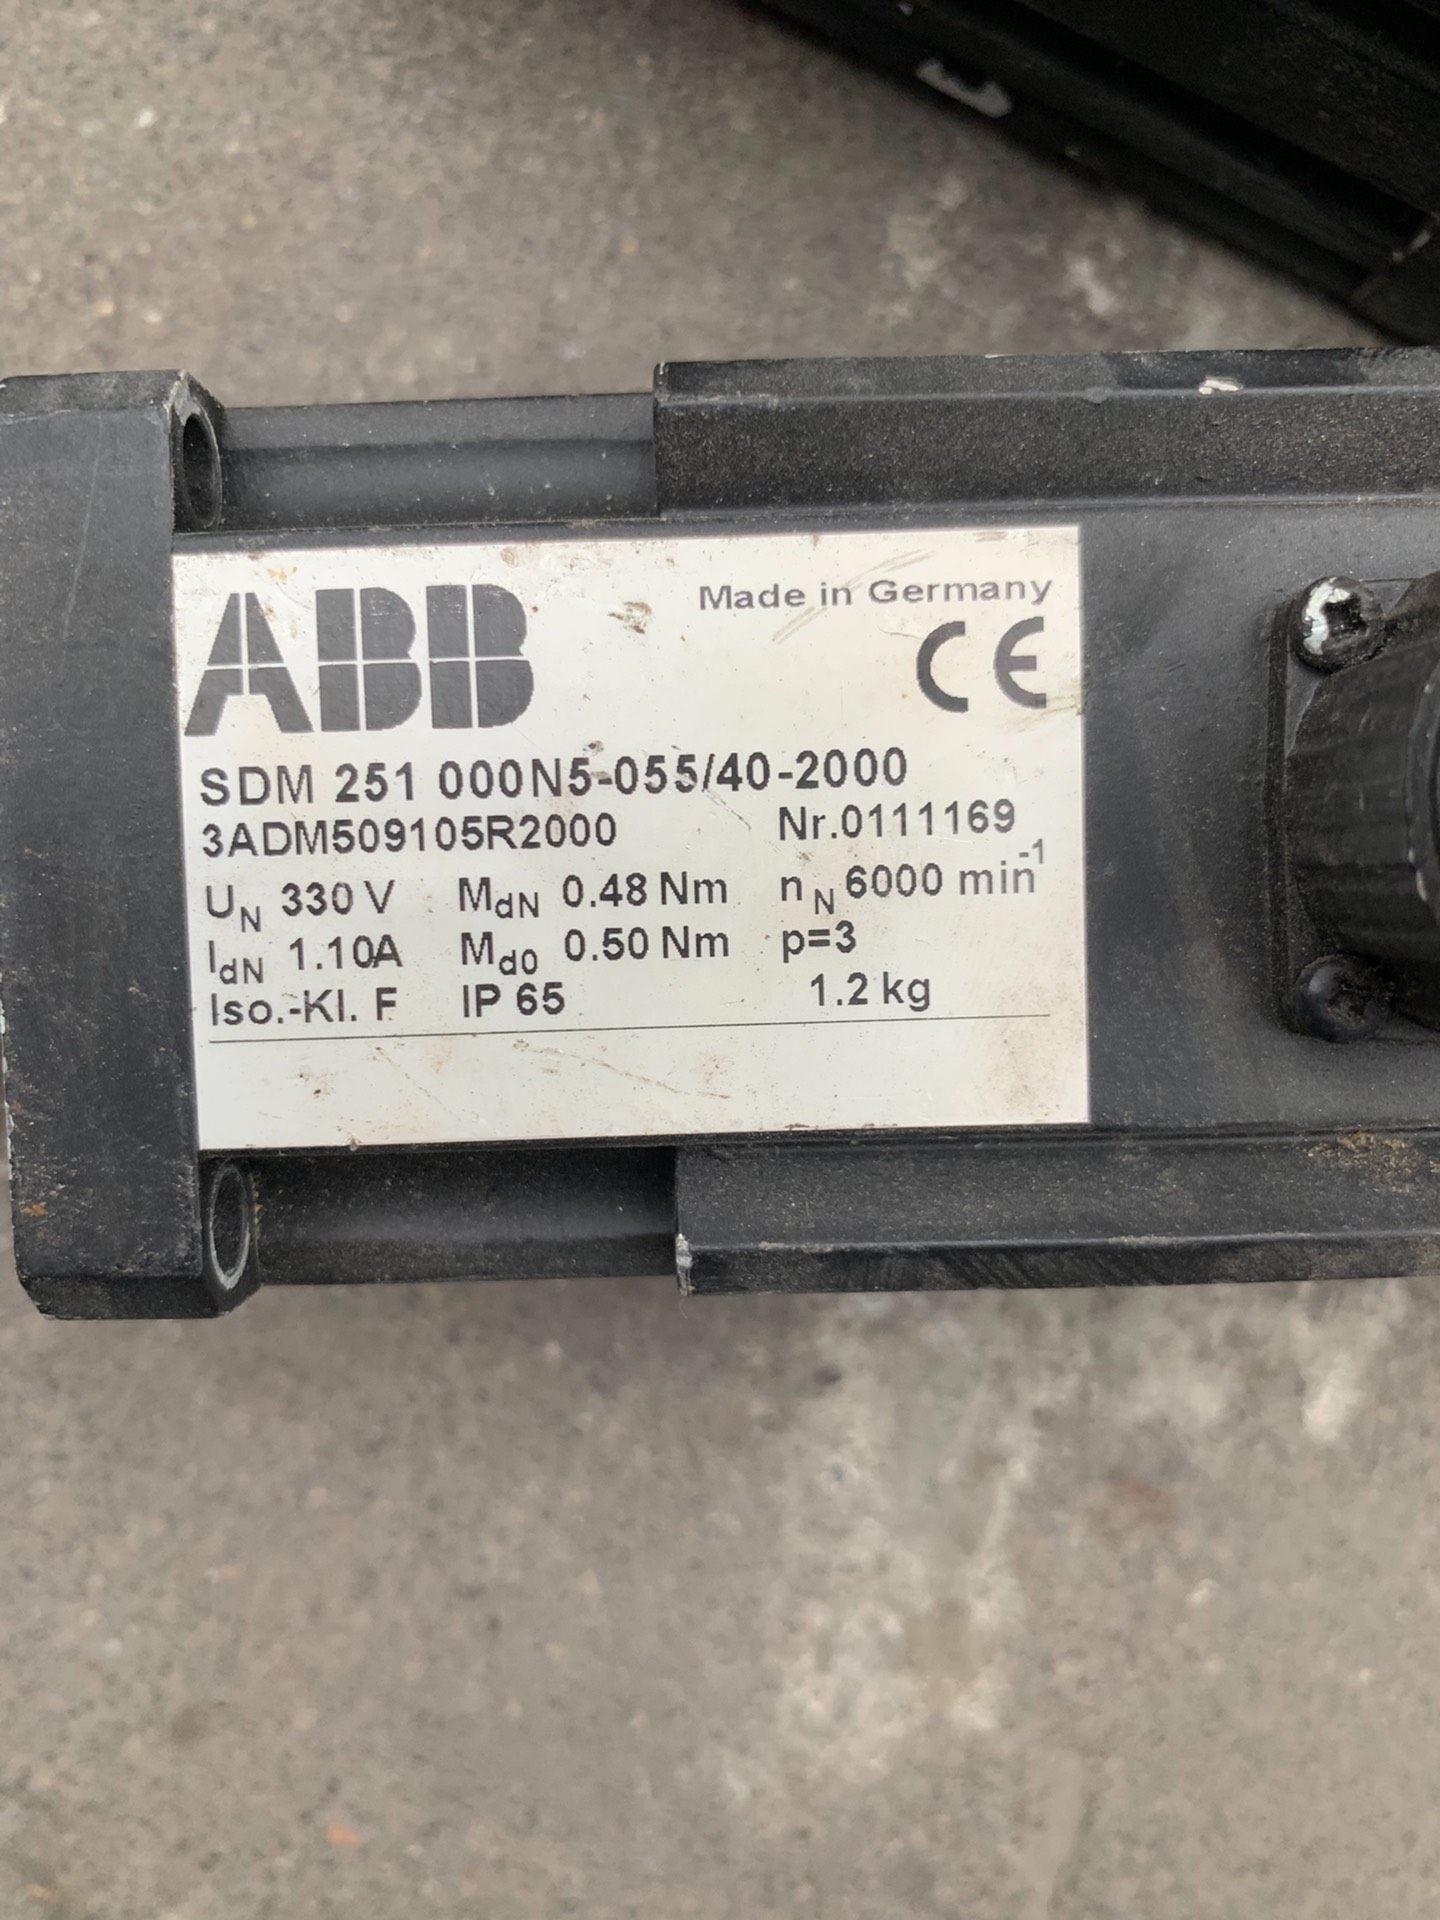 ABB
Made in Germany
CE
SDM 251 000N5-055/40-2000
3ADM509105R2000 Nr.0111169
UN 330 V MdN 0.48 Nm nN 6000 min-1
IdN 1.10A Md0 0.50 Nm p=3
Iso.-Kl. F IP 65 1.2 kg